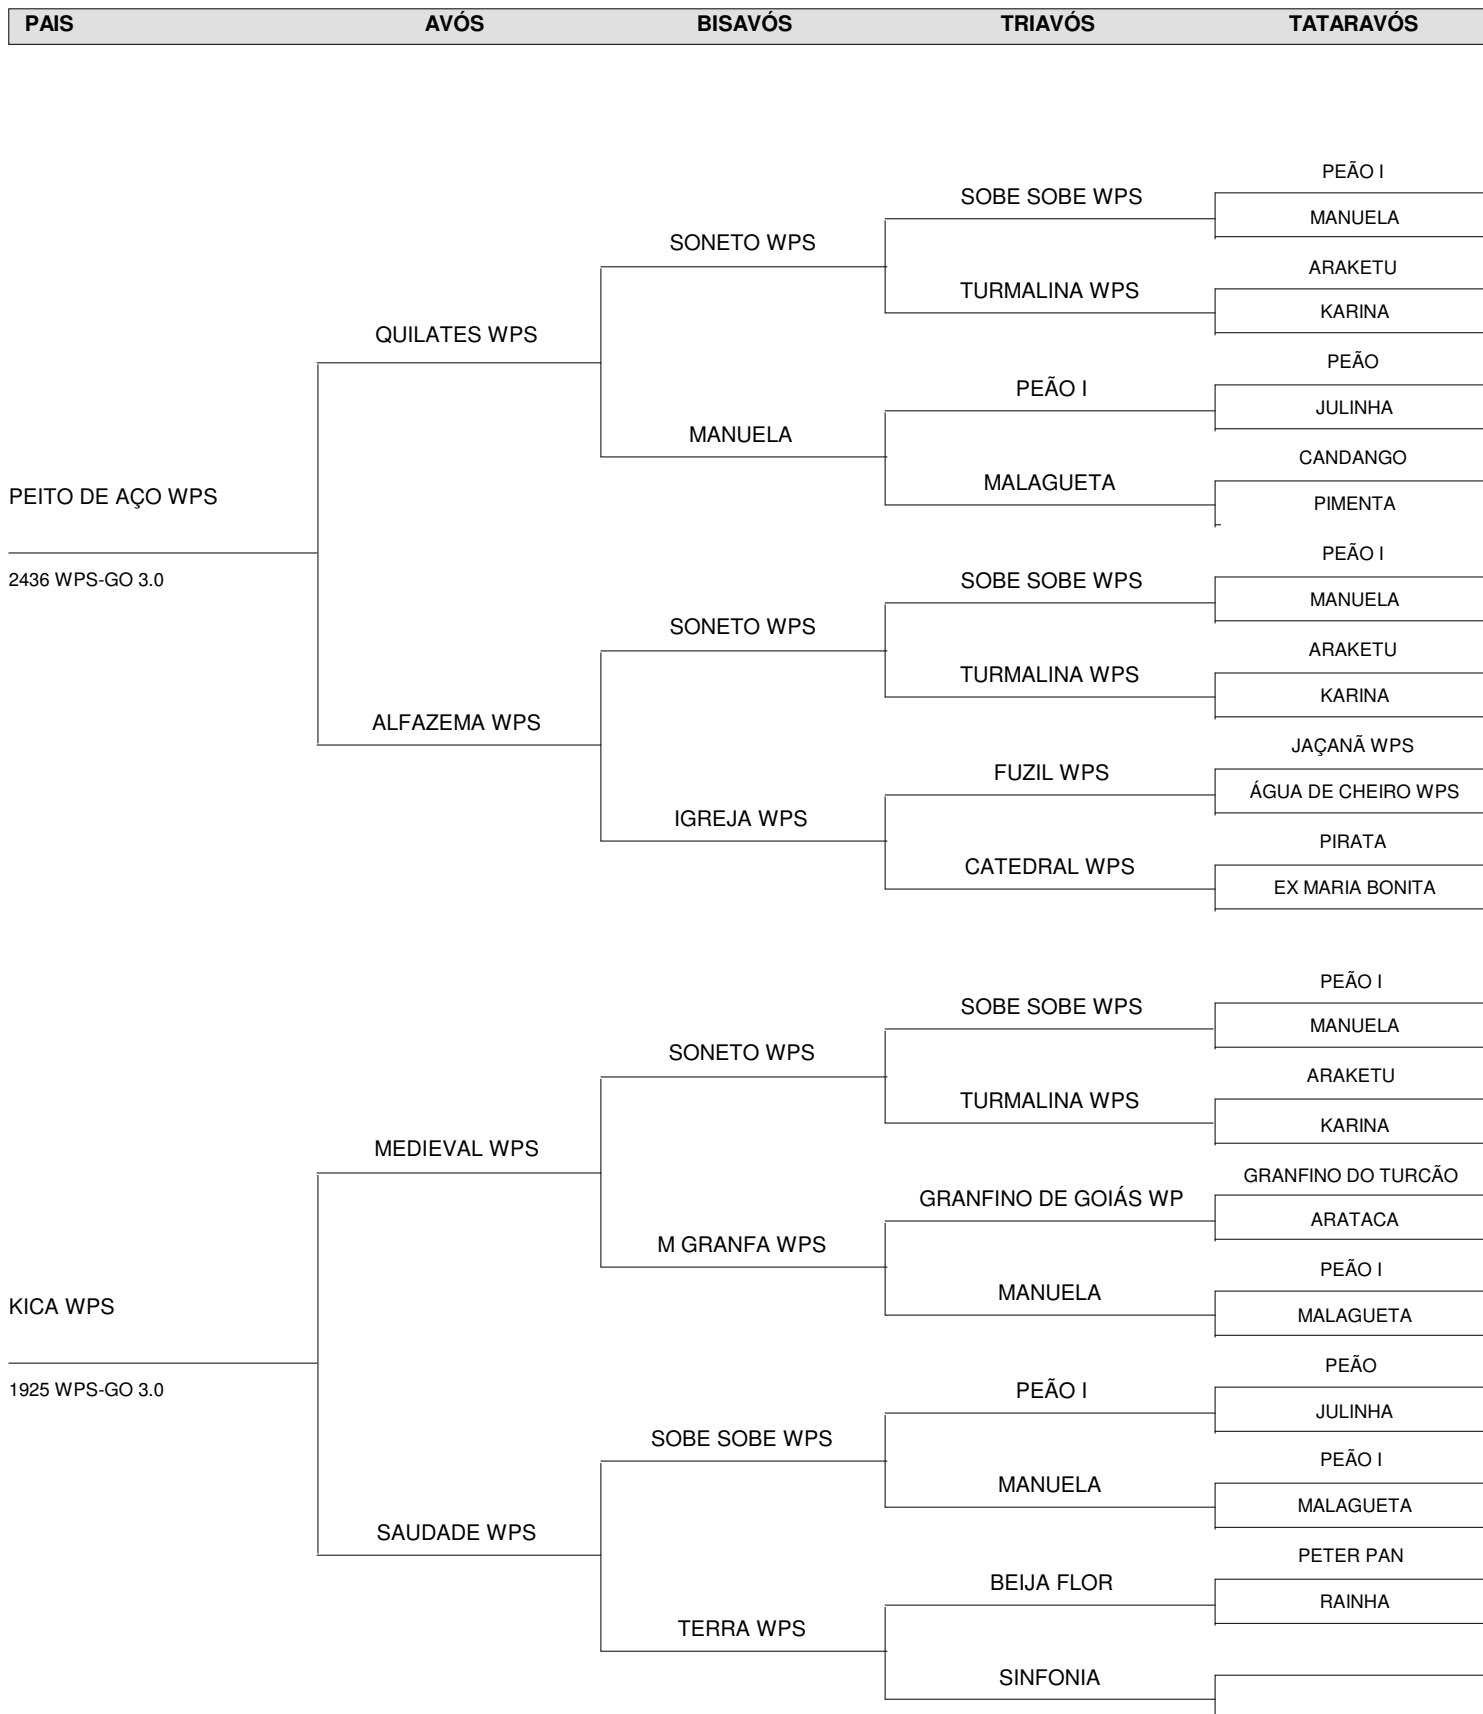 PAIS AVÓS BISAVÓS TRIAVÓS TATARAVÓS
PEÃO I
SOBE SOBE WPS
MANUELA
SONETO WPS
ARAKETU
TURMALINA WPS
KARINA
QUILATES WPS
PEÃO
PEÃO I
JULINHA
MANUELA
CANDANGO
MALAGUETA
PEITO DE AÇO WPS
PIMENTA
PEÃO I
2436 WPS-GO 3.0
SOBE SOBE WPS
MANUELA
SONETO WPS
ARAKETU
TURMALINA WPS
KARINA
ALFAZEMA WPS
JAÇANÃ WPS
FUZIL WPS
ÁGUA DE CHEIRO WPS
IGREJA WPS
PIRATA
CATEDRAL WPS
EX MARIA BONITA
PEÃO I
SOBE SOBE WPS
MANUELA
SONETO WPS
ARAKETU
TURMALINA WPS
KARINA
MEDIEVAL WPS
GRANFINO DO TURCÃO
GRANFINO DE GOIÁS WP
ARATACA
M GRANFA WPS
PEÃO I
MANUELA
KICA WPS
MALAGUETA
PEÃO
1925 WPS-GO 3.0
PEÃO I
JULINHA
SOBE SOBE WPS
PEÃO I
MANUELA
MALAGUETA
SAUDADE WPS
PETER PAN
BEIJA FLOR
RAINHA
TERRA WPS
SINFONIA